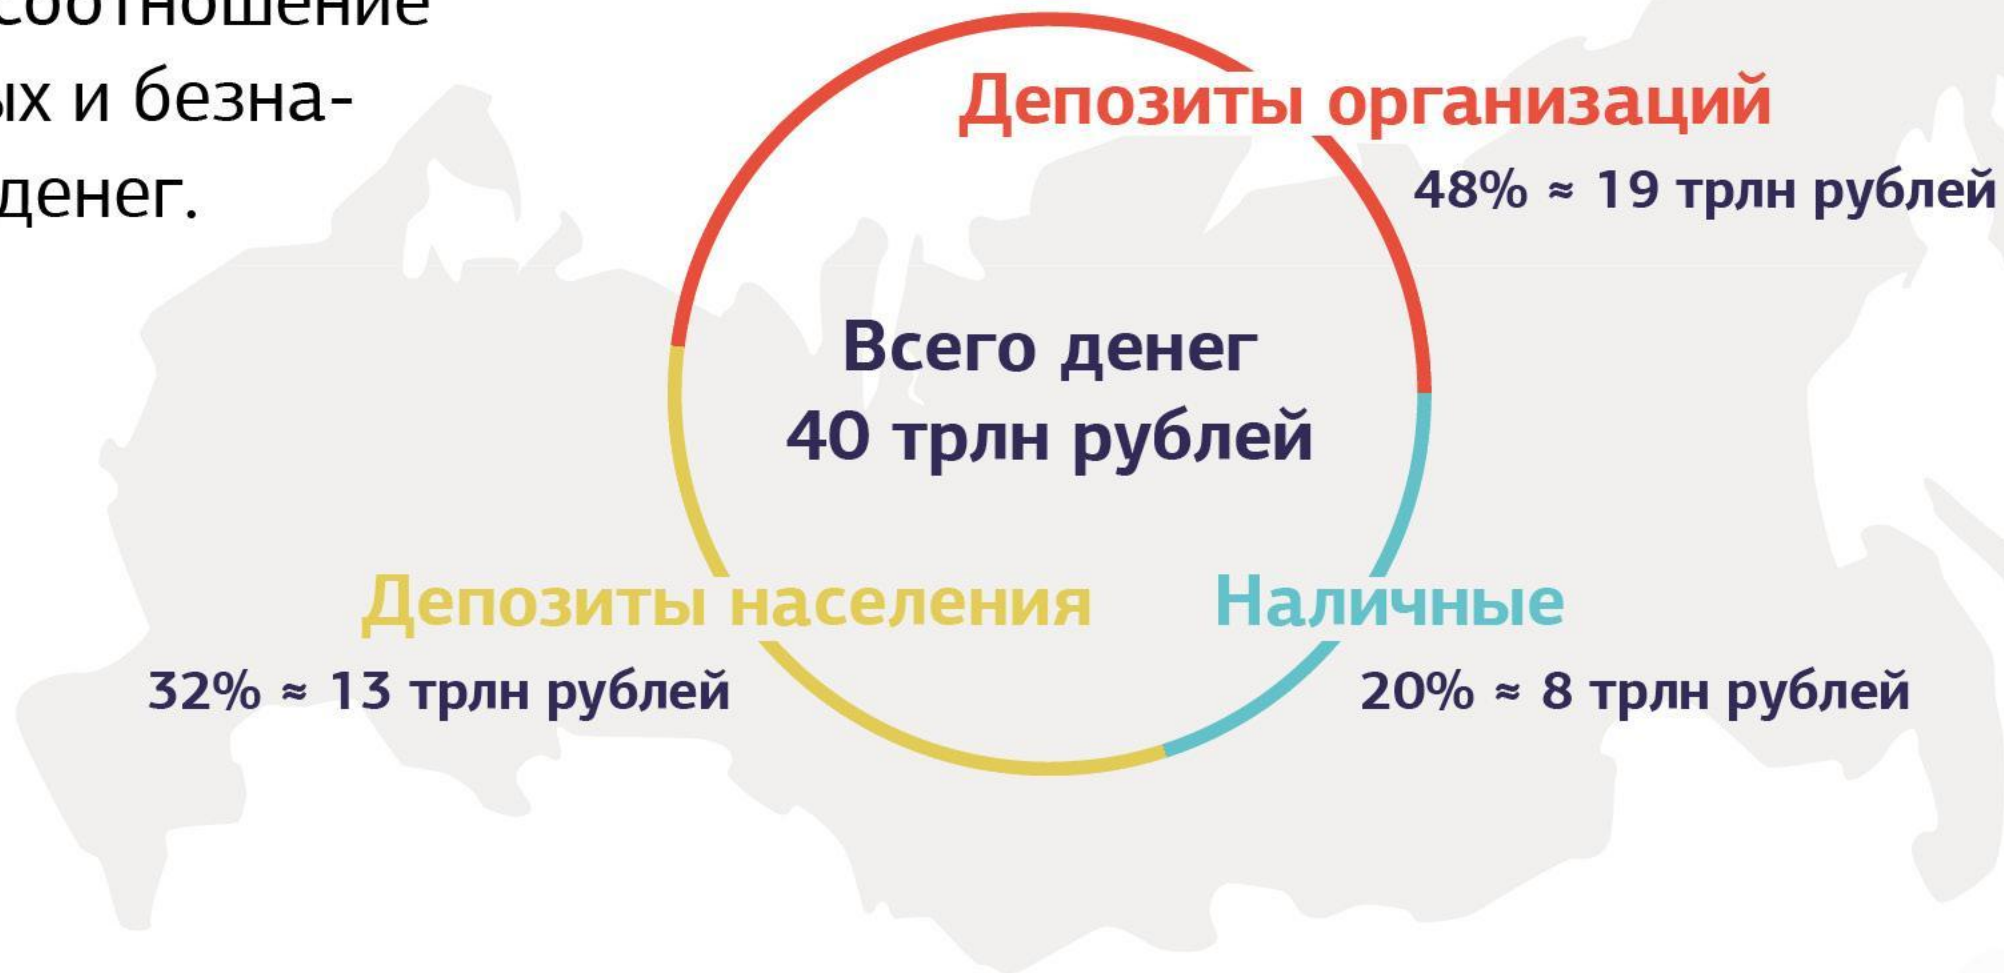 соотношение
ых и безна-
денег.
Депозиты организаций
48% ≈ 19 трлн рублей
Всего денег
40 трлн рублей
Депозиты населения
32% ≈ 13 трлн рублей
Наличные
20% ≈ 8 трлн рублей